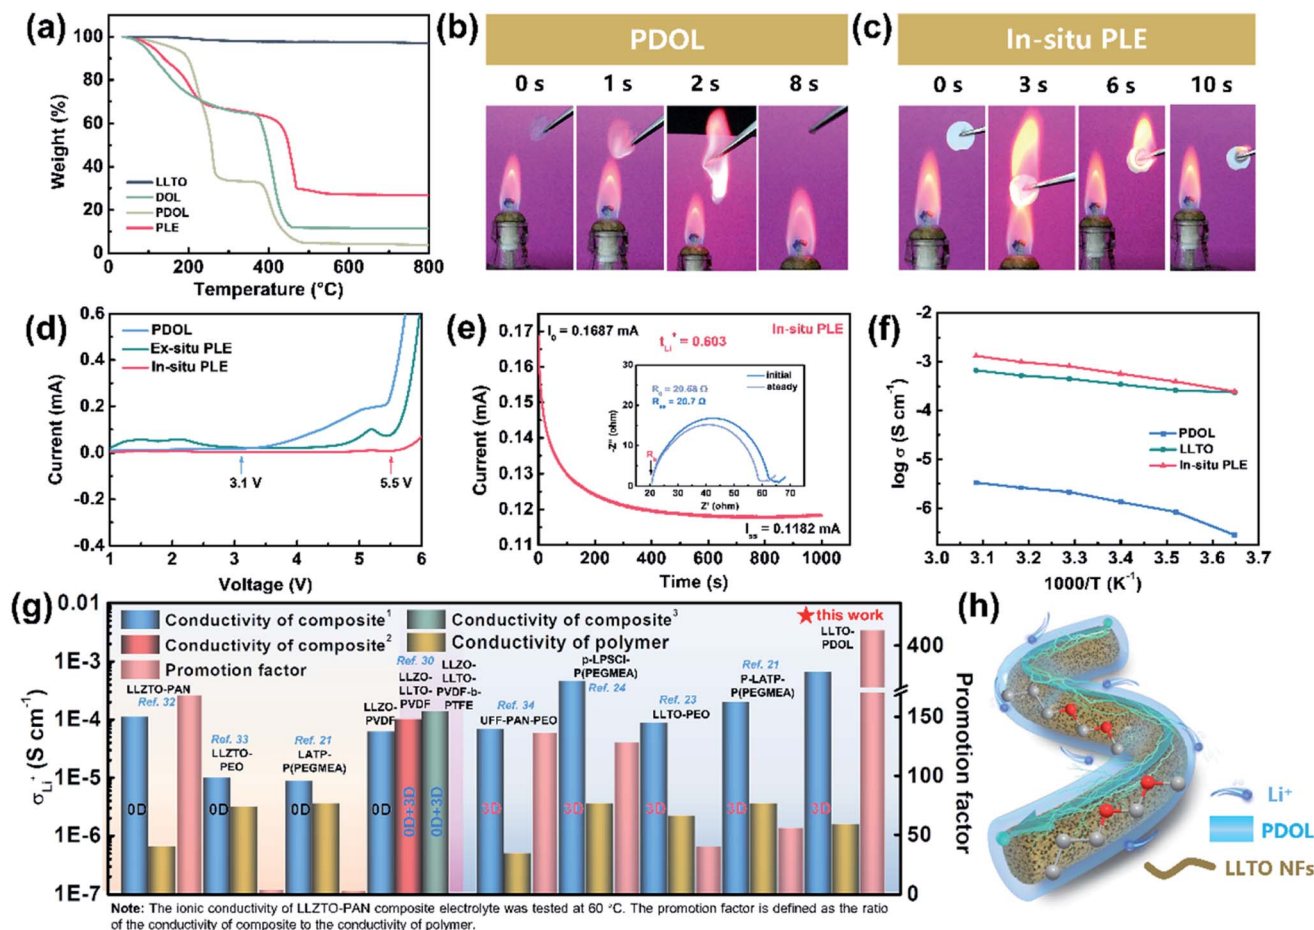 (a)
100
80
60
40
20
0
Weight (%)
LLTO
DOL
PDOL
PLE
0 200 400 600 800
Temperature (°C)
(b)
PDOL
0 s 1 s 2 s 8 s
(c)
In-situ PLE
0 s 3 s 6 s 10 s
(d)
0.6
0.4
0.2
0.0
-0.2
-0.4
Current (mA)
PDOL
Ex-situ PLE
In-situ PLE
3.1 V
5.5 V
1 2 3 4 5 6
Voltage (V)
(e)
0.17
0.16
0.15
0.14
0.13
0.12
0.11
Current (mA)
I0 = 0.1687 mA
tLi+ = 0.603
In-situ PLE
initial
steady
30
20
10
0
-Z'' (ohm)
20 30 40 50 60 70
Z' (ohm)
Iss = 0.1182 mA
0 200 400 600 800 1000
Time (s)
(f)
-2
-3
-4
-5
-6
log σ (S cm-1)
PDOL
LLTO
In-situ PLE
3.0 3.1 3.2 3.3 3.4 3.5 3.6 3.7
1000/T (K-1)
(g)
0.01
1E-3
1E-4
1E-5
1E-6
1E-7
σLi+ (S cm-1)
Conductivity of composite1
Conductivity of composite2
Promotion factor
Conductivity of composite3
Conductivity of polymer
★this work
LLZTO-PAN
Ref. 32
Ref. 33
LLZTO-
PEO
Ref. 21
LATP-
P(PEGMEA)
LLZO-
PVDF
Ref. 30
LLZO-
LLTO-
PVDF
LLZO-
LLTO-
PVDF-b-
PTFE
Ref. 34
UFF-PAN-PEO
p-LPSCl-
P(PEGMEA)
Ref. 24
Ref. 23
LLTO-PEO
Ref. 21
P-LATP-
P(PEGMEA)
LLTO-
PDOL
0D 0D 0D 0D 0D+3D 0D+3D 3D 3D 3D 3D 3D
400
150
100
50
0
Promotion factor
Note: The ionic conductivity of LLZTO-PAN composite electrolyte was tested at 60 °C. The promotion factor is defined as the ratio
of the conductivity of composite to the conductivity of polymer.
(h)
Li+
PDOL
LLTO NFs